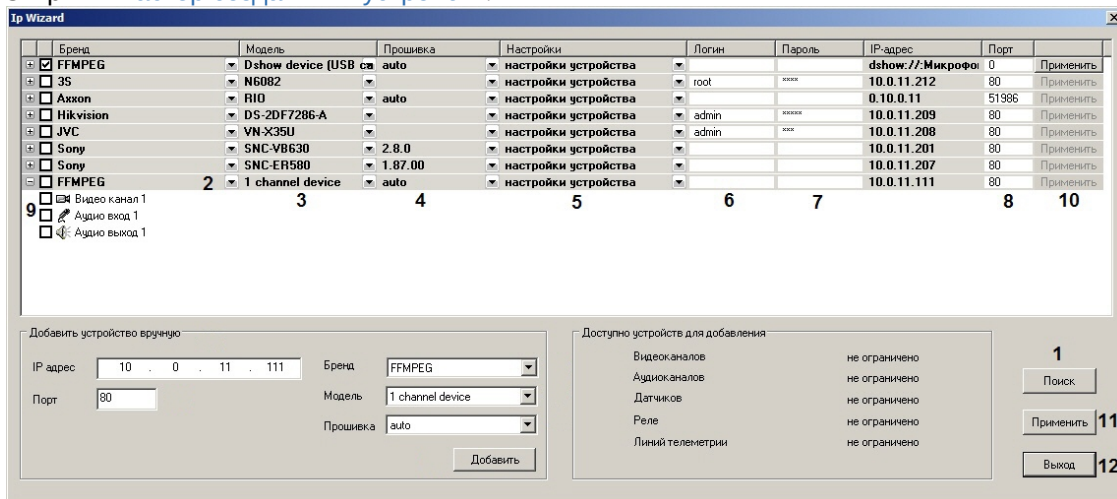 Ip Wizard
Бренд Модель Прошивка Настройки Логин Пароль IP-адрес Порт
FFMPEG Dshow device (USB са auto настройки устройства dshow://:Микрофо 0 Применить
3S N6082 настройки устройства root **** 10.0.11.212 80 Применить
Axxon RIO auto настройки устройства 0.10.0.11 51986 Применить
Hikvision DS-2DF7286-A настройки устройства admin ***** 10.0.11.209 80 Применить
JVC VN-X35U настройки устройства admin *** 10.0.11.208 80 Применить
Sony SNC-VB630 2.8.0 настройки устройства 10.0.11.201 80 Применить
Sony SNC-ER580 1.87.00 настройки устройства 10.0.11.207 80 Применить
FFMPEG 2 1 channel device auto настройки устройства 10.0.11.111 80 Применить
Видео канал 1 3 4 5 6 7 8 10
9 Аудио вход 1
Аудио выход 1
Добавить устройство вручную
IP адрес 10 . 0 . 11 . 111 Бренд FFMPEG
Порт 80 Модель 1 channel device
Прошивка auto
Добавить
Доступно устройств для добавления
Видеоканалов не ограничено
Аудиоканалов не ограничено
Датчиков не ограничено
Реле не ограничено
Линий телеметрии не ограничено
1
Поиск
Применить 11
Выход 12